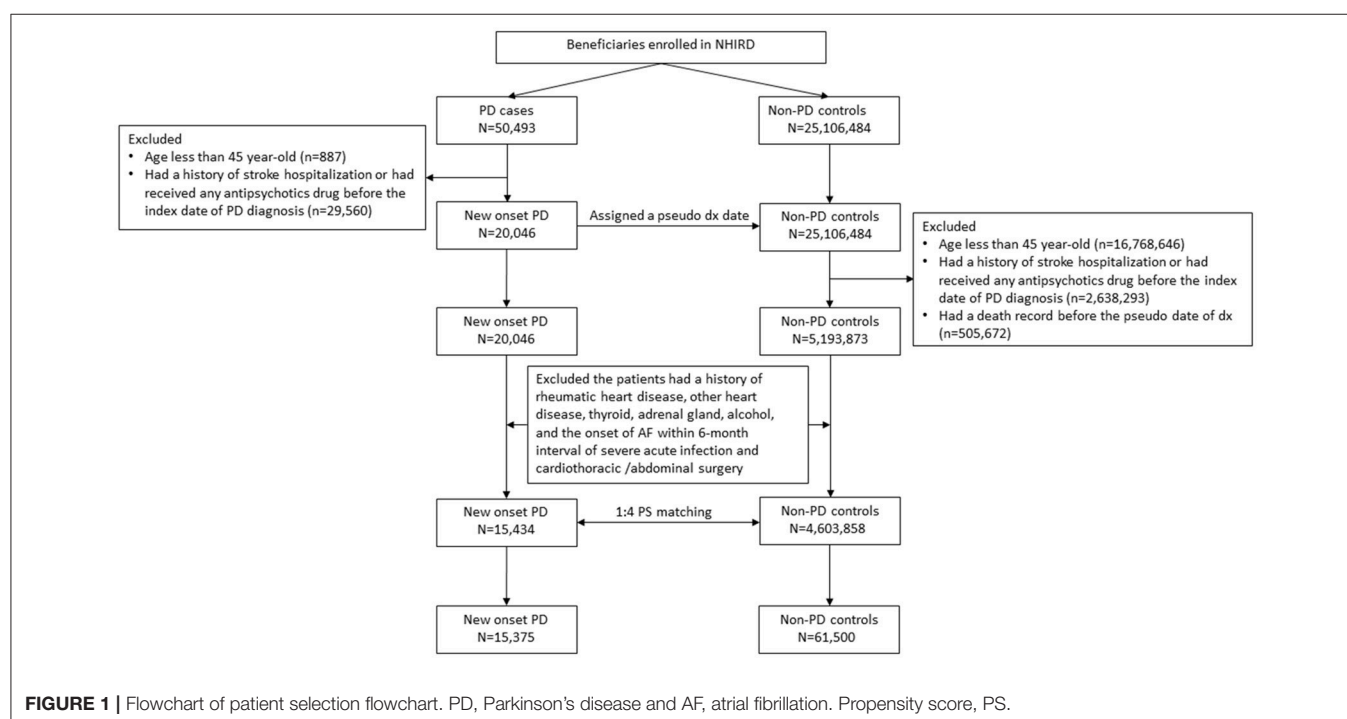 Beneficiaries enrolled in NHIRD
PD cases
N=50,493
Non-PD controls
N=25,106,484
Excluded
• Age less than 45 year-old (n=887)
• Had a history of stroke hospitalization or had
received any antipsychotics drug before the
index date of PD diagnosis (n=29,560)
New onset PD
N=20,046
Assigned a pseudo dx date
Non-PD controls
N=25,106,484
Excluded
• Age less than 45 year-old (n=16,768,646)
• Had a history of stroke hospitalization or had
received any antipsychotics drug before the index
date of PD diagnosis (n=2,638,293)
• Had a death record before the pseudo date of dx
(n=505,672)
New onset PD
N=20,046
Non-PD controls
N=5,193,873
Excluded the patients had a history of
rheumatic heart disease, other heart
disease, thyroid, adrenal gland, alcohol,
and the onset of AF within 6-month
interval of severe acute infection and
cardiothoracic /abdominal surgery
New onset PD
N=15,434
1:4 PS matching
Non-PD controls
N=4,603,858
New onset PD
N=15,375
Non-PD controls
N=61,500
FIGURE 1 | Flowchart of patient selection flowchart. PD, Parkinson's disease and AF, atrial fibrillation. Propensity score, PS.